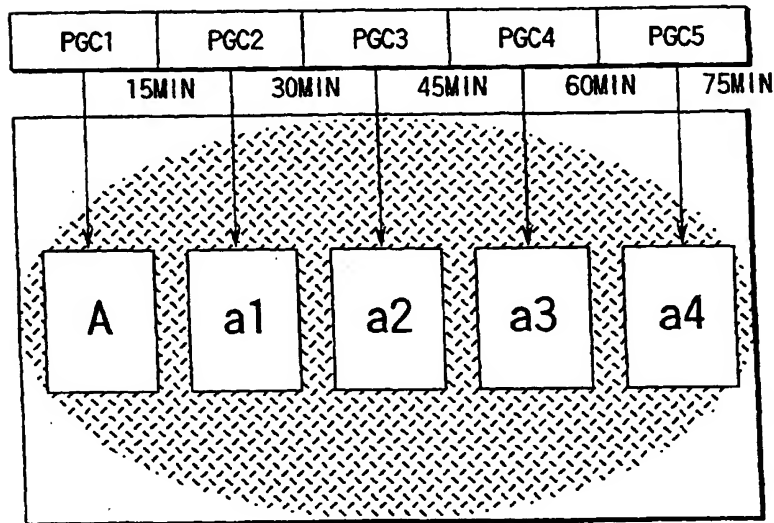 PGC1 PGC2 PGC3 PGC4 PGC5
15MIN 30MIN 45MIN 60MIN 75MIN
A a1 a2 a3 a4